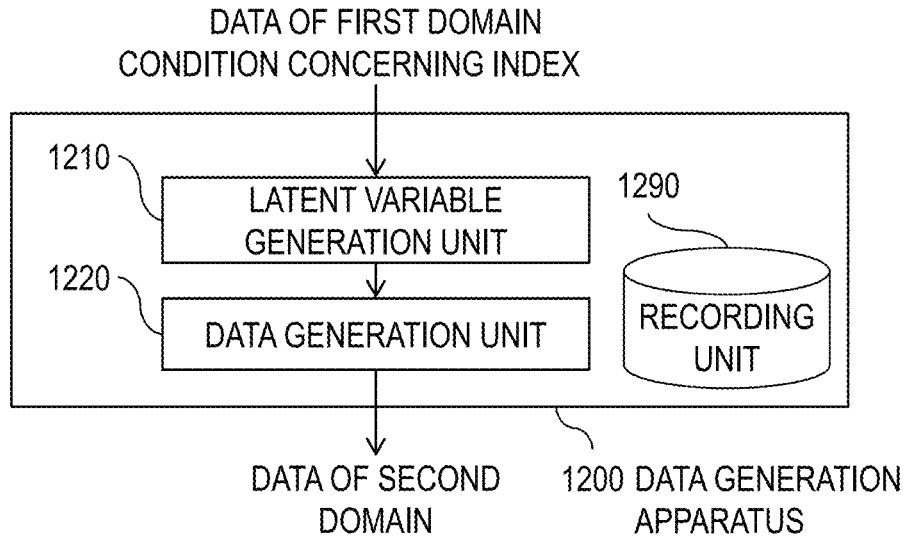 DATA OF FIRST DOMAIN
CONDITION CONCERNING INDEX
1210
LATENT VARIABLE
GENERATION UNIT
1290
1220
DATA GENERATION UNIT
RECORDING
UNIT
DATA OF SECOND
DOMAIN
1200 DATA GENERATION
APPARATUS